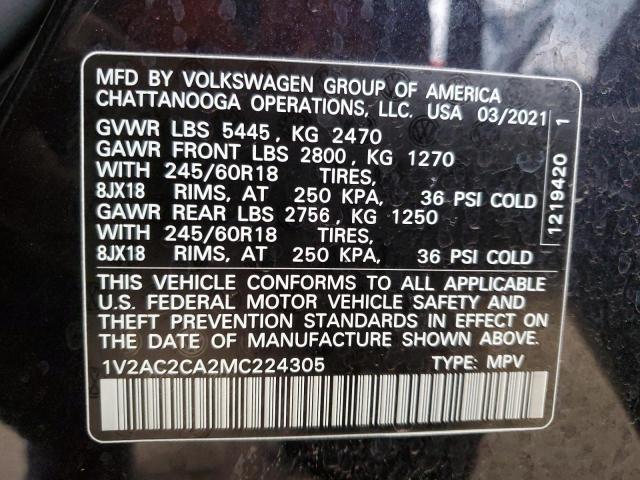 MFD BY VOLKSWAGEN GROUP OF AMERICA
CHATTANOOGA OPERATIONS, LLC. USA 03/2021
GVWR LBS 5445, KG 2470
GAWR FRONT LBS 2800, KG 1270
WITH 245/60R18 TIRES,
8JX18 RIMS, AT 250 KPA, 36 PSI COLD
GAWR REAR LBS 2756, KG 1250
WITH 245/60R18 TIRES,
8JX18 RIMS, AT 250 KPA, 36 PSI COLD
THIS VEHICLE CONFORMS TO ALL APPLICABLE
U.S. FEDERAL MOTOR VEHICLE SAFETY AND
THEFT PREVENTION STANDARDS IN EFFECT ON
THE DATE OF MANUFACTURE SHOWN ABOVE.
1V2AC2CA2MC224305 TYPE: MPV
1219420 1